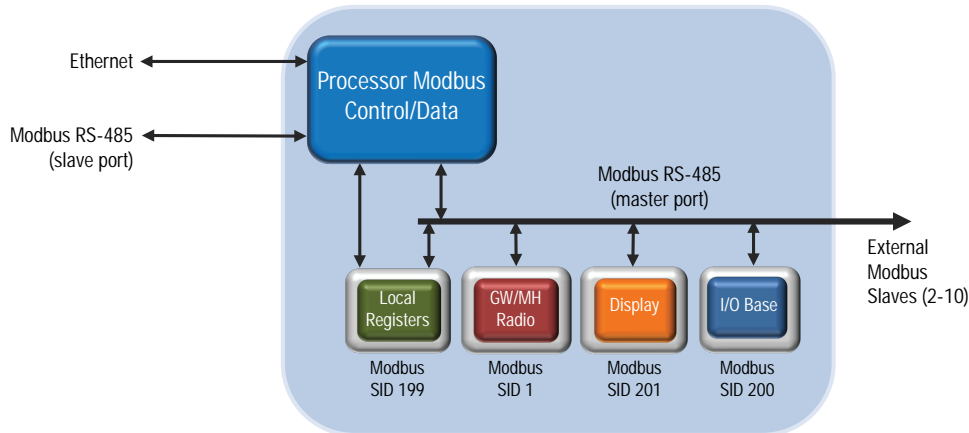 Ethernet
Processor Modbus
Control/Data
Modbus RS-485
(slave port)
Modbus RS-485
(master port)
External
Modbus
Slaves (2-10)
Local
Registers
GW/MH
Radio
Display
I/O Base
Modbus
SID 199
Modbus
SID 1
Modbus
SID 201
Modbus
SID 200